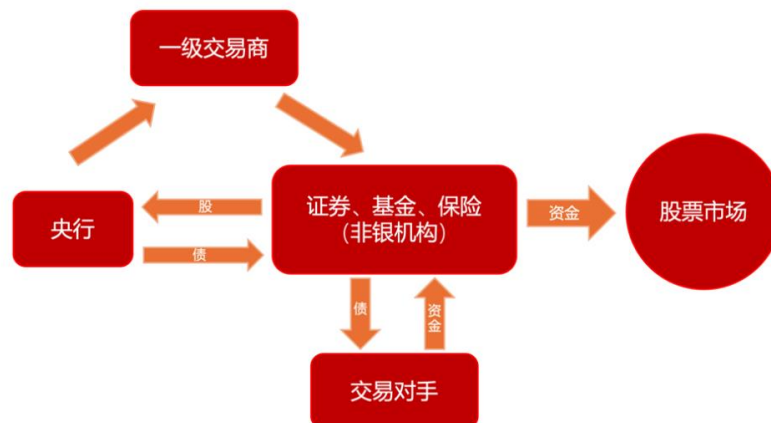 一级交易商
央行
股
债
证券、基金、保险
（非银机构）
资金
股票市场
债
资金
交易对手